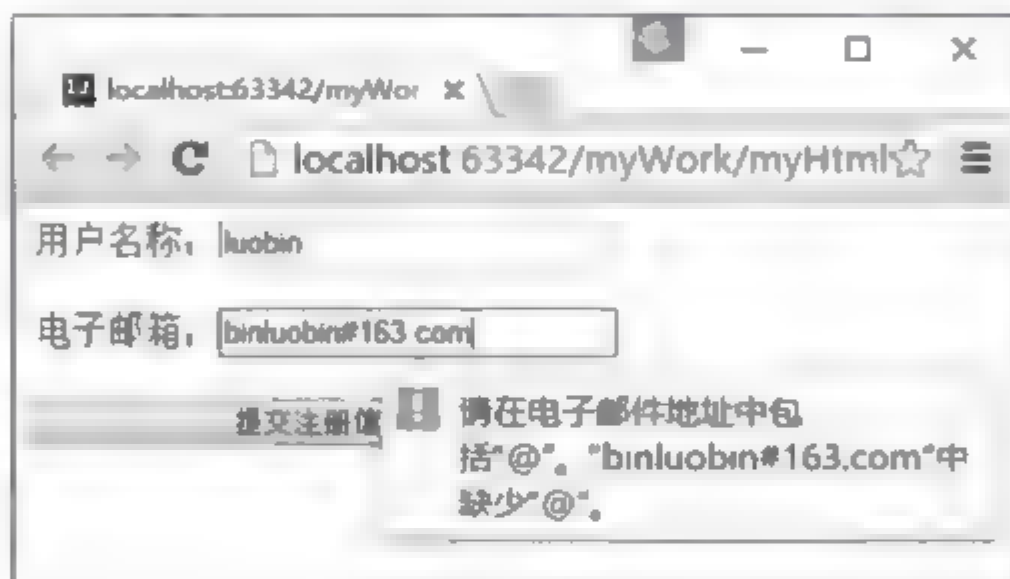 localhost:63342/myWor
localhost 63342/myWork/myHtml
用户名称：luobin
电子邮箱：binluobin#163 com
提交注册值
请在电子邮件地址中包
括"@"。"binluobin#163.com"中
缺少"@"。